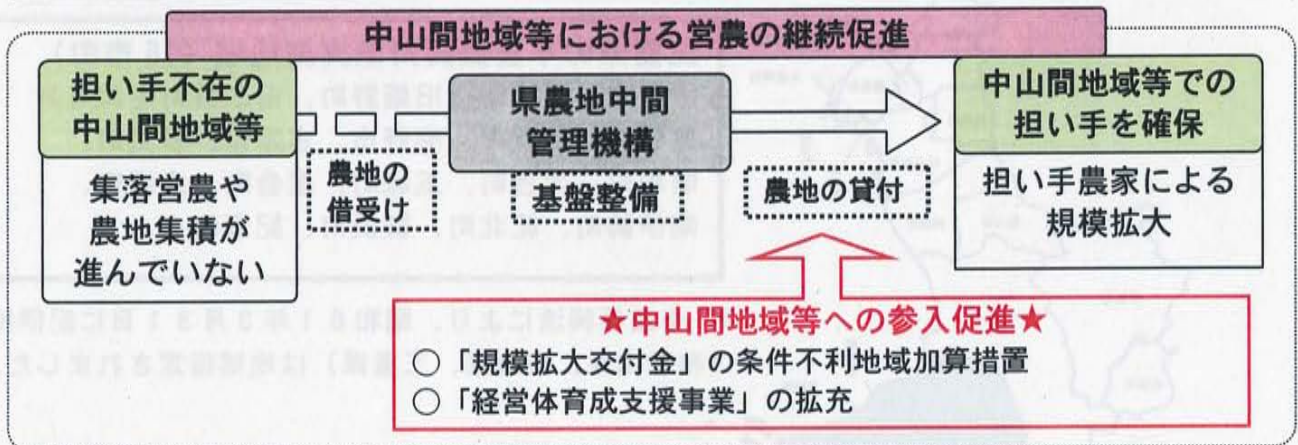 中山間地域等における営農の継続促進
担い手不在の
中山間地域等
集落営農や
農地集積が
進んでいない
農地の
借受け
県農地中間
管理機構
基盤整備
農地の貸付
中山間地域等での
担い手を確保
担い手農家による
規模拡大
★中山間地域等への参入促進★
○「規模拡大交付金」の条件不利地域加算措置
○「経営体育成支援事業」の拡充